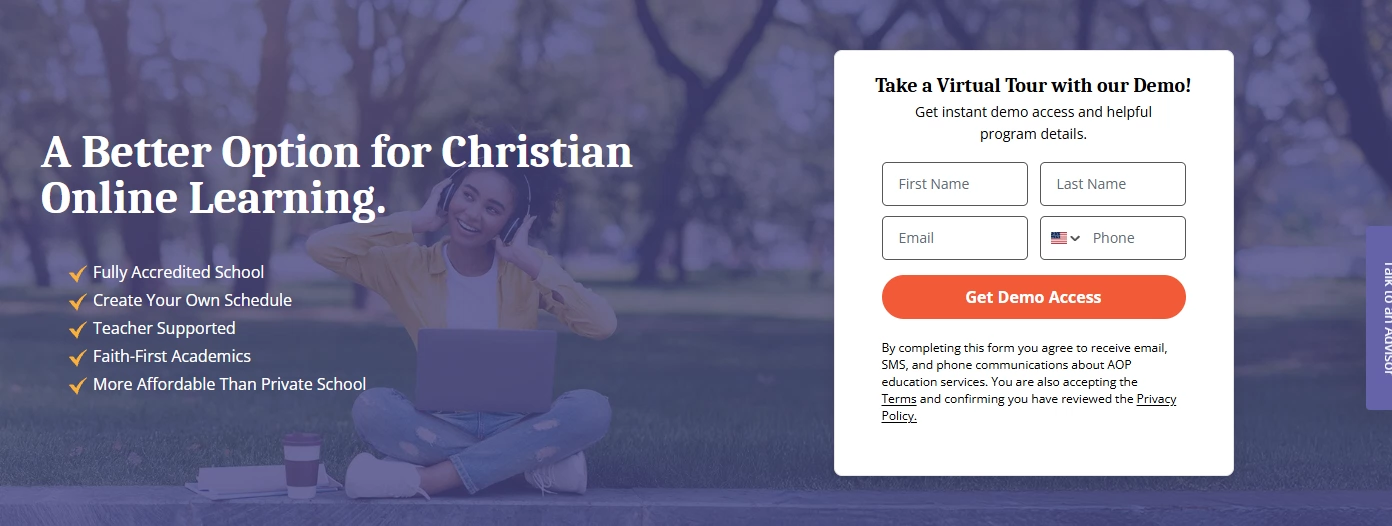 A Better Option for Christian
Online Learning.
Fully Accredited School
Create Your Own Schedule
Teacher Supported
Faith-First Academics
More Affordable Than Private School
Take a Virtual Tour with our Demo!
Get instant demo access and helpful
program details.
First Name
Last Name
Email
Phone
Get Demo Access
By completing this form you agree to receive email,
SMS, and phone communications about AOP
education services. You are also accepting the
Terms and confirming you have reviewed the Privacy
Policy.
Talk to an Advisor